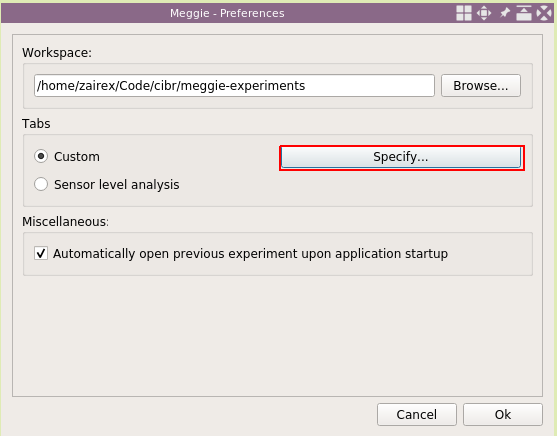 Meggie - Preferences
Workspace:
/home/zairex/Code/cibr/meggie-experiments
Browse...
Tabs
Custom
Specify...
Sensor level analysis
Miscellaneous:
Automatically open previous experiment upon application startup
Cancel
Ok